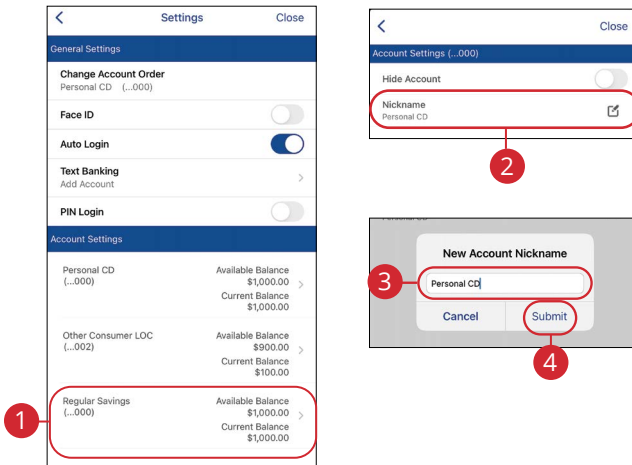 Settings Close
General Settings
Change Account Order
Personal CD (...000)
Face ID
Auto Login
Text Banking
Add Account
PIN Login
Account Settings
Personal CD Available Balance
(...000) $1,000.00
Current Balance
$1,000.00
Other Consumer LOC Available Balance
(...002) $900.00
Current Balance
$100.00
1
Regular Savings Available Balance
(...000) $1,000.00
Current Balance
$1,000.00
Close
Account Settings (...000)
Hide Account
Nickname
Personal CD
2
Personal CD
New Account Nickname
3 Personal CD
Cancel Submit
4